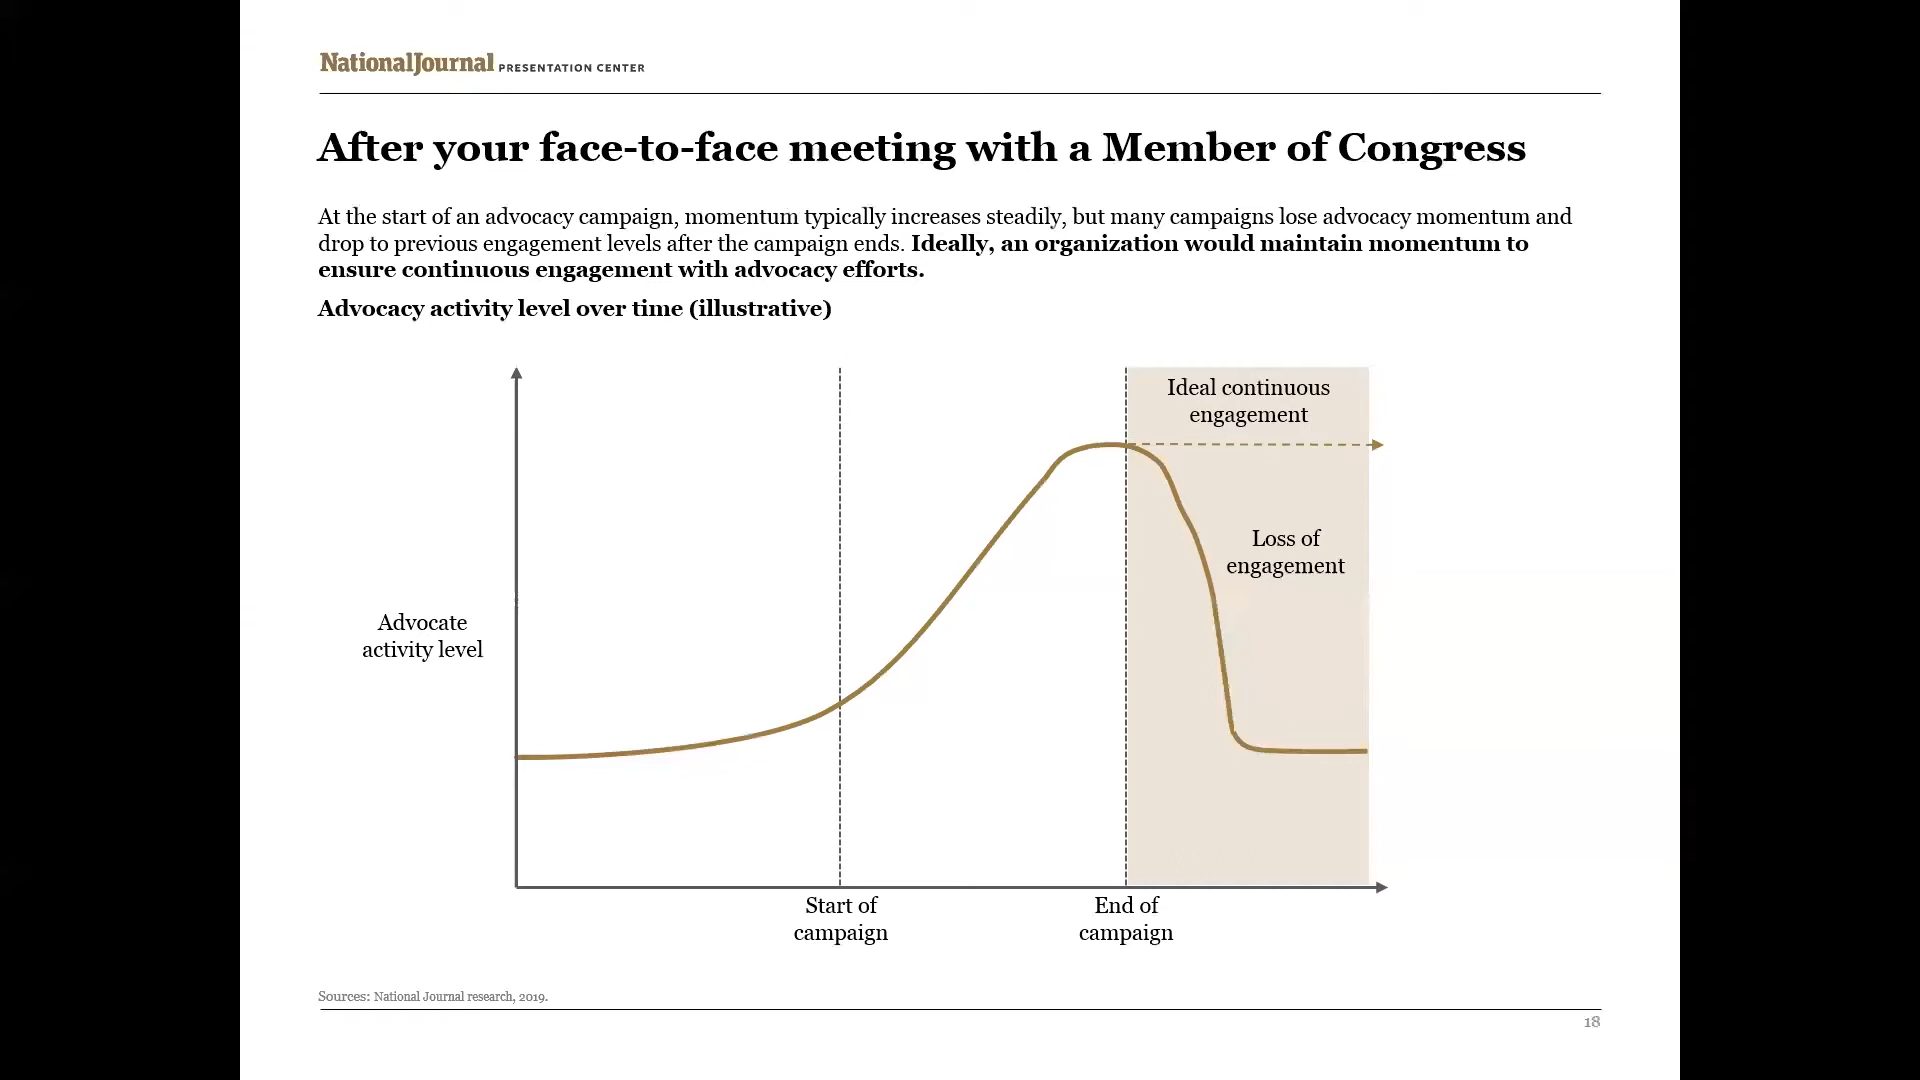 NationalJournal PRESENTATION CENTER
After your face-to-face meeting with a Member of Congress
At the start of an advocacy campaign, momentum typically increases steadily, but many campaigns lose advocacy momentum and
drop to previous engagement levels after the campaign ends. Ideally, an organization would maintain momentum to
ensure continuous engagement with advocacy efforts.
Advocacy activity level over time (illustrative)
Ideal continuous
engagement
Loss of
engagement
Advocate
activity level
Start of
campaign
End of
campaign
Sources: National Journal research, 2019.
18